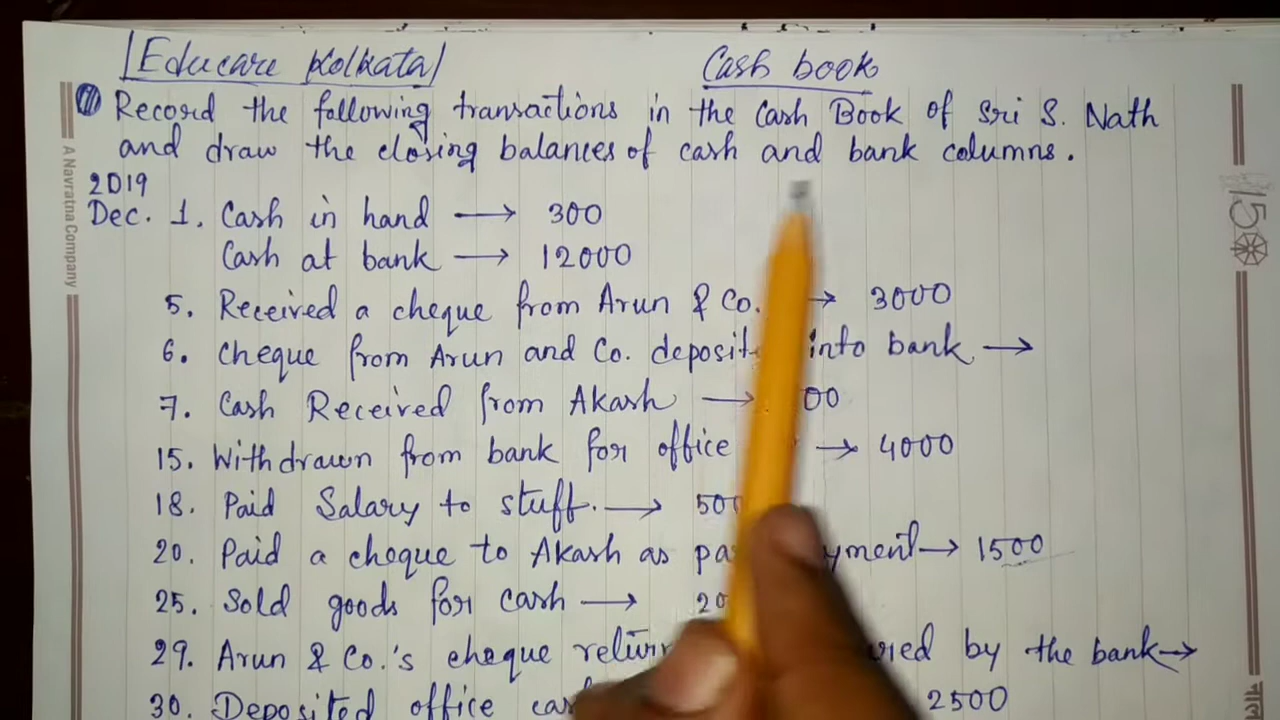 Educare Kolkata
Cash book
Record the following transactions in the Cash Book of Sri S. Nath
and draw the closing balances of cash and bank columns.
2019
Dec. 1. Cash in hand → 300
Cash at bank → 12000
5. Received a cheque from Arun & Co. → 3000
6. Cheque from Arun and Co. into bank →
7. Cash Received from Akash →
15. Withdrawn from bank for office → 4000
18. Paid Salary to stuff. →
20. Paid a cheque to Akash as → 1500
25. Sold goods for cash →
29. Arun & Co.'s cheque by the bank →
30. Deposited office 2500
A Navratna Company
150